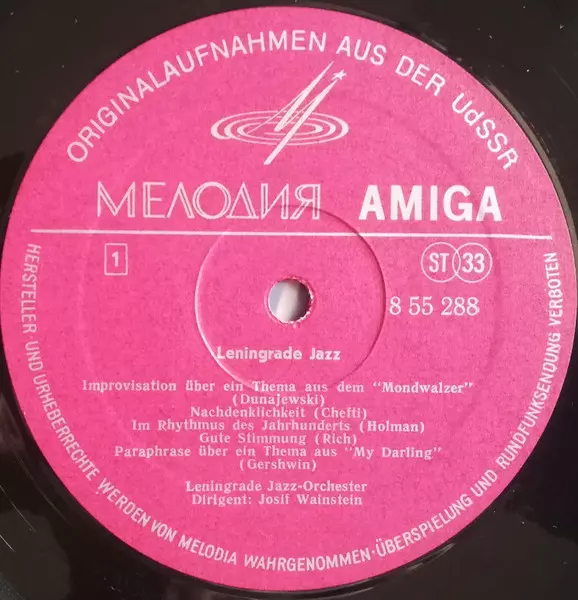 ORIGINALAUFNAHMEN AUS DER UdSSR
МЕЛОДИЯ AMIGA
1
ST 33
8 55 288
Leningrade Jazz
Improvisation über ein Thema aus dem "Mondwalzer"
(Dunajewski)
Nachdenklichkeit (Chefti)
Im Rhythmus des Jahrhunderts (Holman)
Gute Stimmung (Rich)
Paraphrase über ein Thema aus "My Darling"
(Gershwin)
Leningrade Jazz-Orchester
Dirigent: Josif Wainstein
HERSTELLER- UND URHEBERRECHTE WERDEN VON MELODIA WAHRGENOMMEN · ÜBERSPIELUNG UND RUNDFUNKSENDUNG VERBOTEN